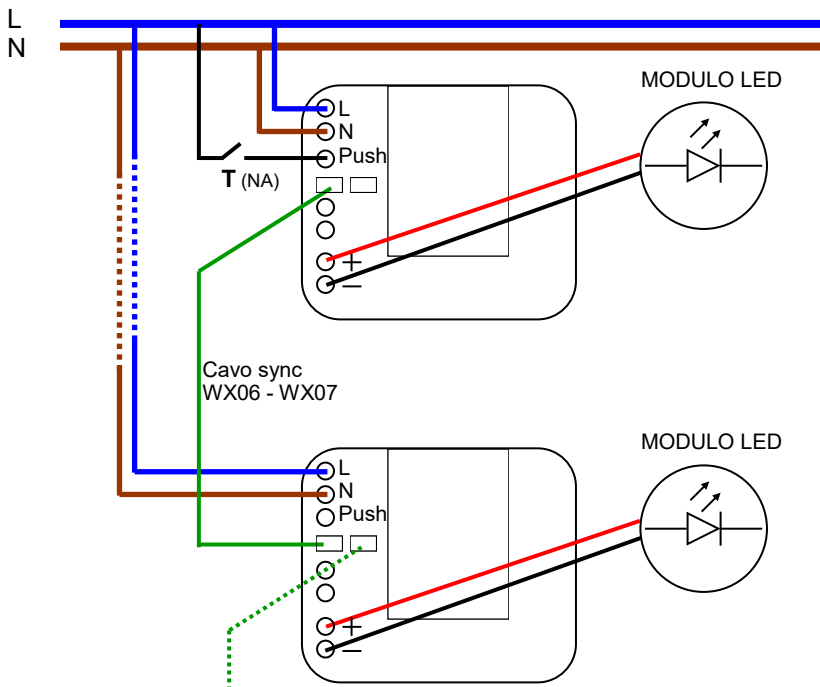 L
N
MODULO LED
L
N
Push
T (NA)
+
−
Cavo sync
WX06 - WX07
MODULO LED
L
N
Push
+
−